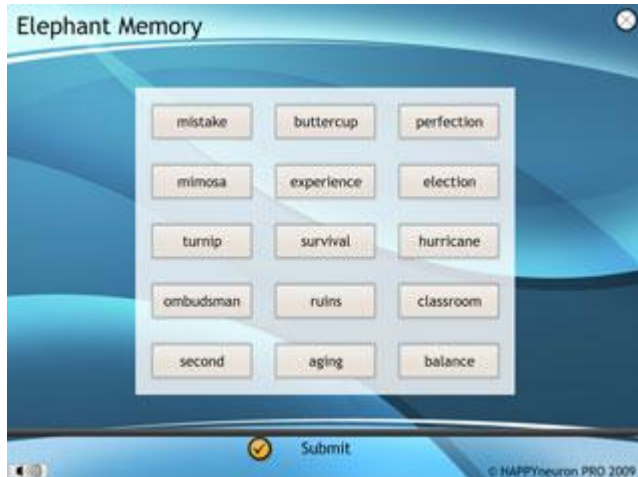 Elephant Memory
mistake buttercup perfection
mimosa experience election
turnip survival hurricane
ombudsman ruins classroom
second aging balance
Submit
© HAPPYneuron PRO 2009